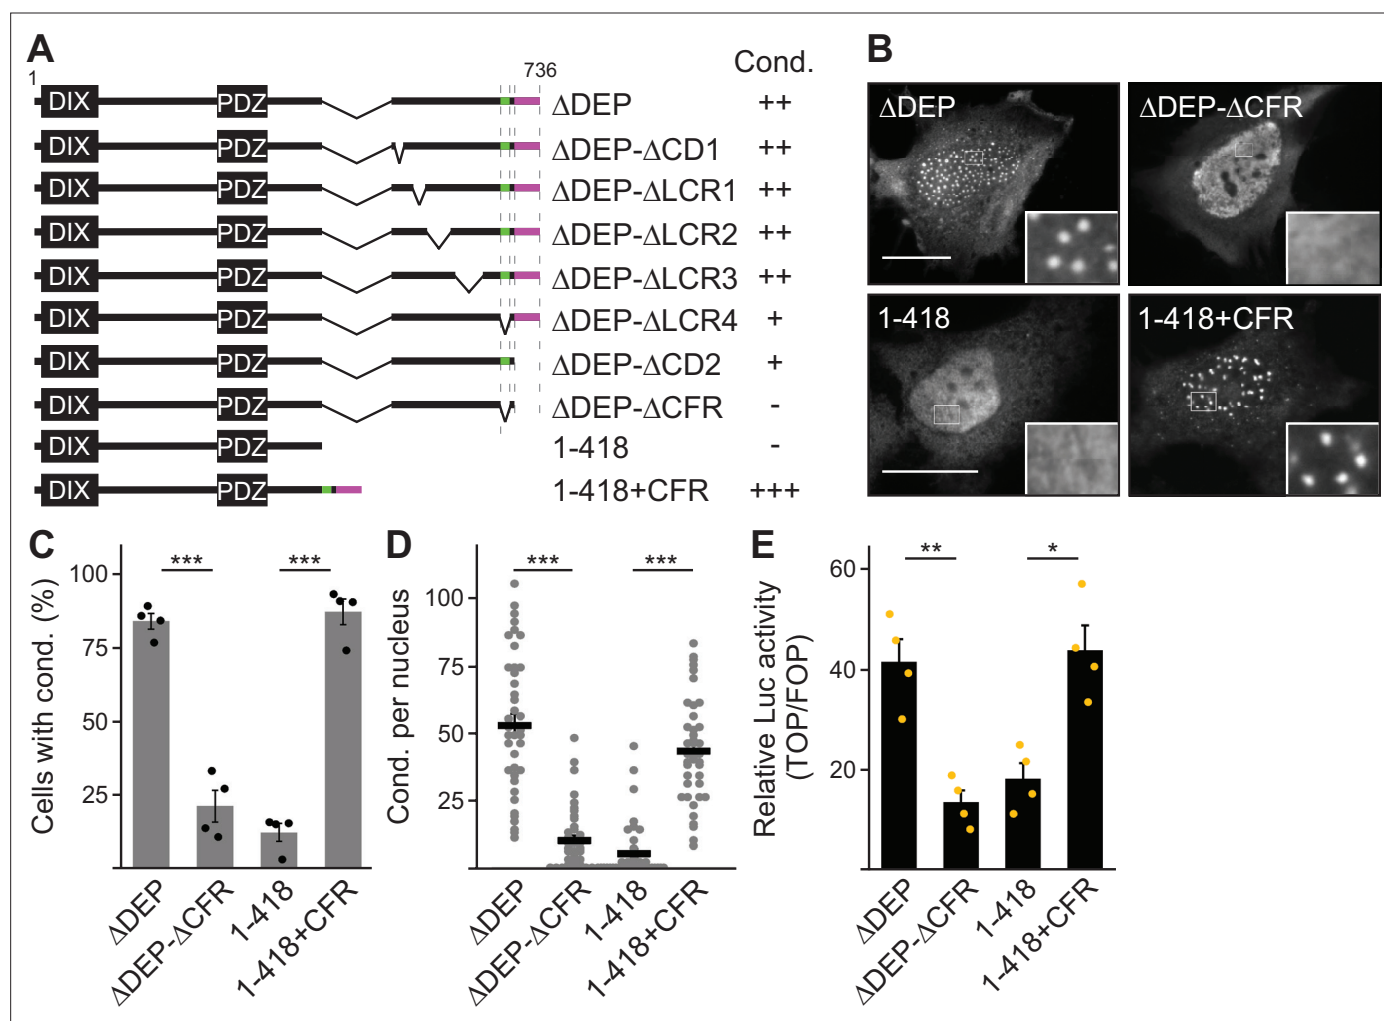 A
Cond.
1
736
DIX PDZ ΔDEP ++
DIX PDZ ΔDEP-ΔCD1 ++
DIX PDZ ΔDEP-ΔLCR1 ++
DIX PDZ ΔDEP-ΔLCR2 ++
DIX PDZ ΔDEP-ΔLCR3 ++
DIX PDZ ΔDEP-ΔLCR4 +
DIX PDZ ΔDEP-ΔCD2 +
DIX PDZ ΔDEP-ΔCFR -
DIX PDZ 1-418 -
DIX PDZ 1-418+CFR +++
B
ΔDEP
ΔDEP-ΔCFR
1-418
1-418+CFR
C
*** ***
Cells with cond. (%)
100
75
50
25
ΔDEP
ΔDEP-ΔCFR
1-418
1-418+CFR
D
*** ***
Cond. per nucleus
100
75
50
25
ΔDEP
ΔDEP-ΔCFR
1-418
1-418+CFR
E
** *
Relative Luc activity
(TOP/FOP)
60
40
20
ΔDEP
ΔDEP-ΔCFR
1-418
1-418+CFR